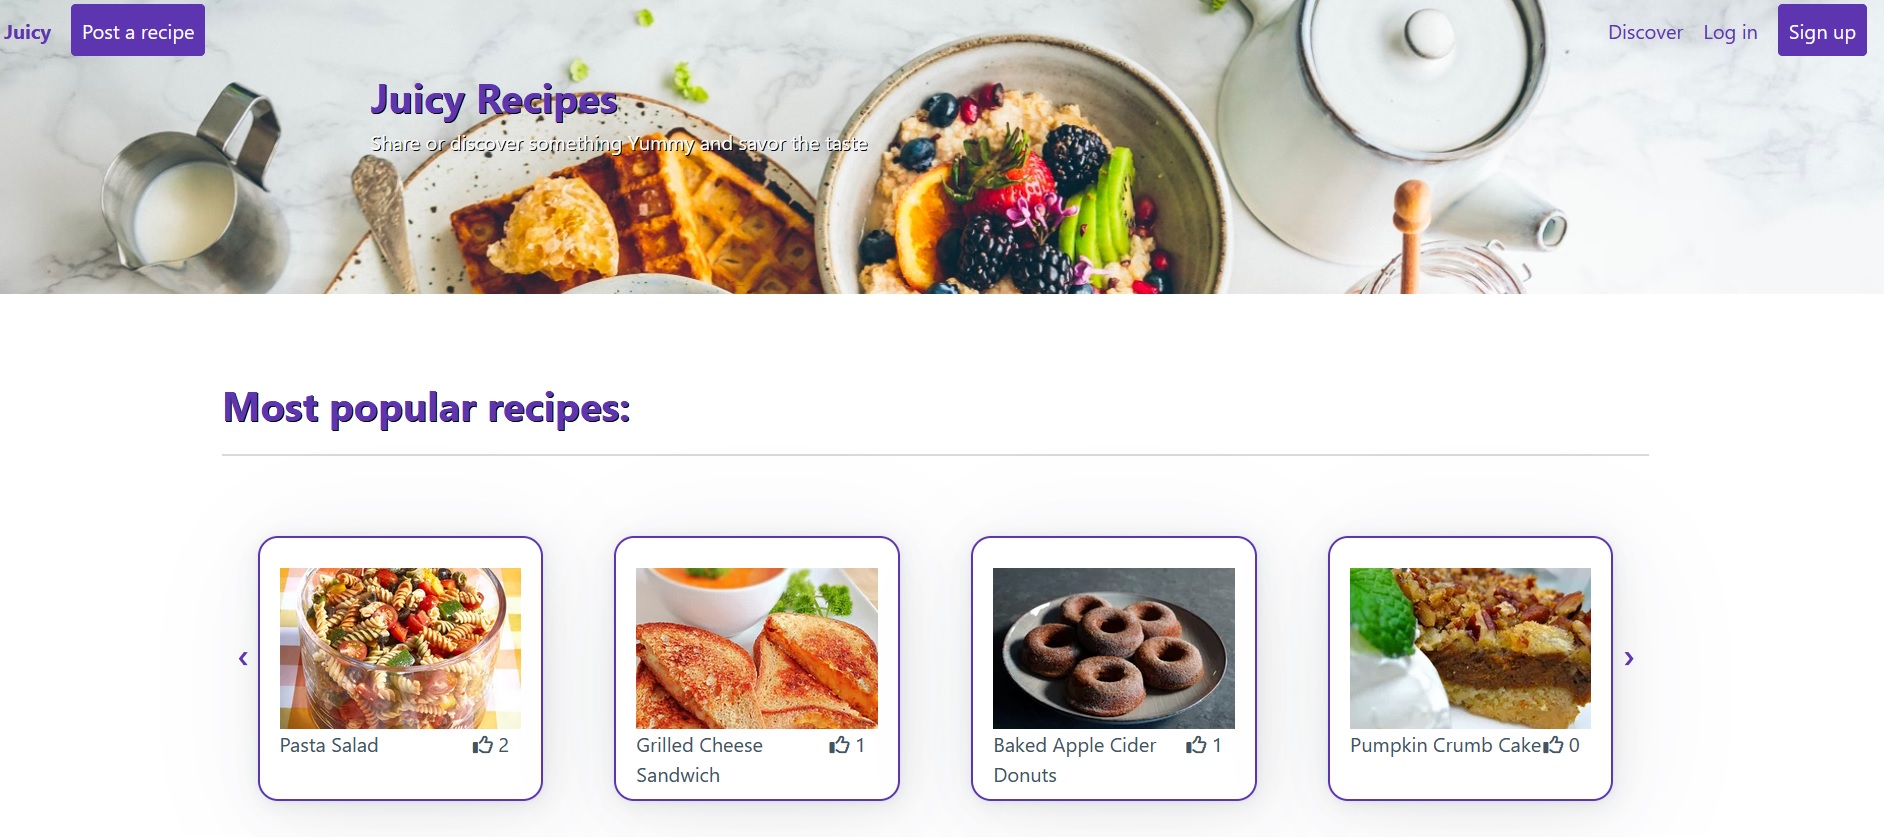 Juicy Post a recipe Discover Log in Sign up
Juicy Recipes
Share or discover something Yummy and savor the taste
Most popular recipes:
‹ ›
Pasta Salad 2
Grilled Cheese 1
Sandwich
Baked Apple Cider 1
Donuts
Pumpkin Crumb Cake 0